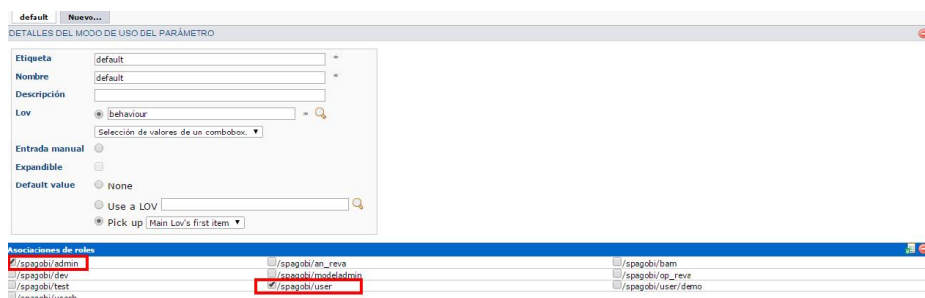 default Nuevo...
DETALLES DEL MODO DE USO DEL PARÁMETRO
Etiqueta default *
Nombre default *
Descripción
Lov behaviour *
Selección de valores de un combobox. ▼
Entrada manual
Expandible
Default value None
Use a LOV
Pick up Main Lov's first item ▼
Asociaciones de roles
/spagobi/admin /spagobi/an_reva /spagobi/bam
/spagobi/dev /spagobi/modeladmin /spagobi/op_reva
/spagobi/test /spagobi/user /spagobi/user/demo
/spagobi/userb